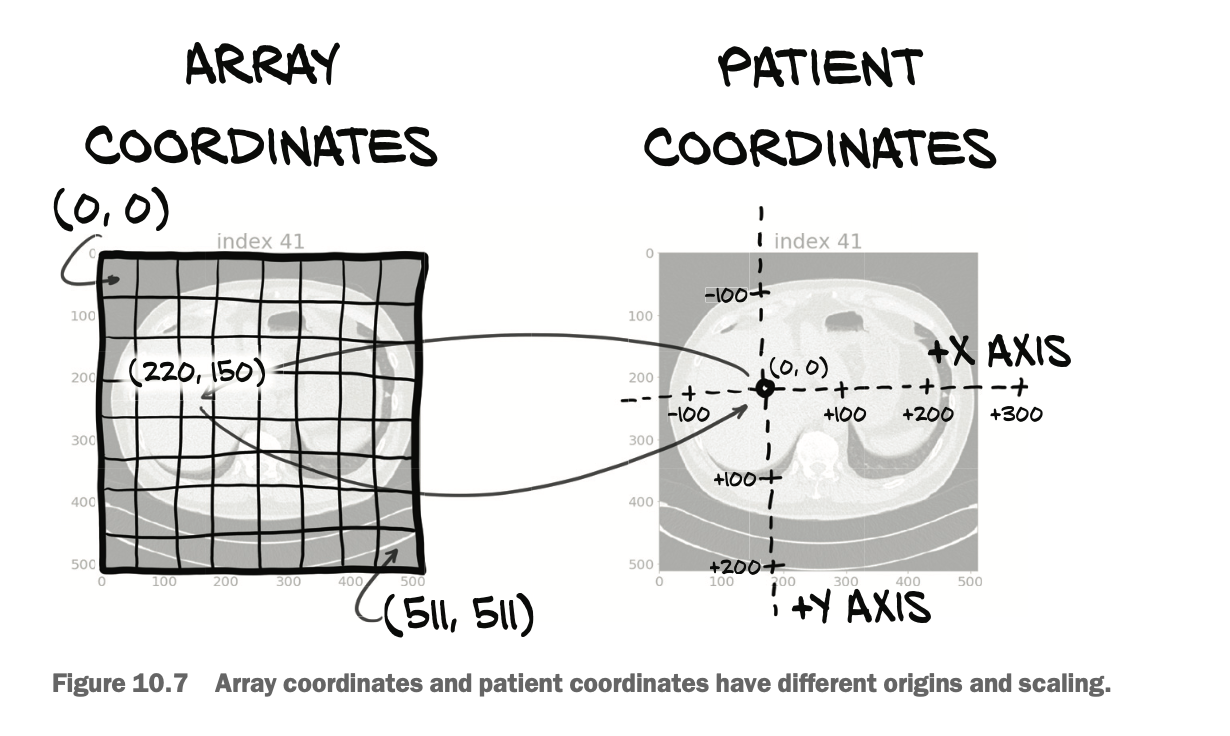 ARRAY
COORDINATES
(0, 0)
index 41
0
100
200
300
400
500
(220, 150)
0 100 200 300 400 500
(511, 511)
PATIENT
COORDINATES
index 41
0
100
200
300
400
500
-100
(0, 0)
+X AXIS
-100 +100 +200 +300
+100
+200
0 100 200 300 400 500
+Y AXIS
Figure 10.7 Array coordinates and patient coordinates have different origins and scaling.